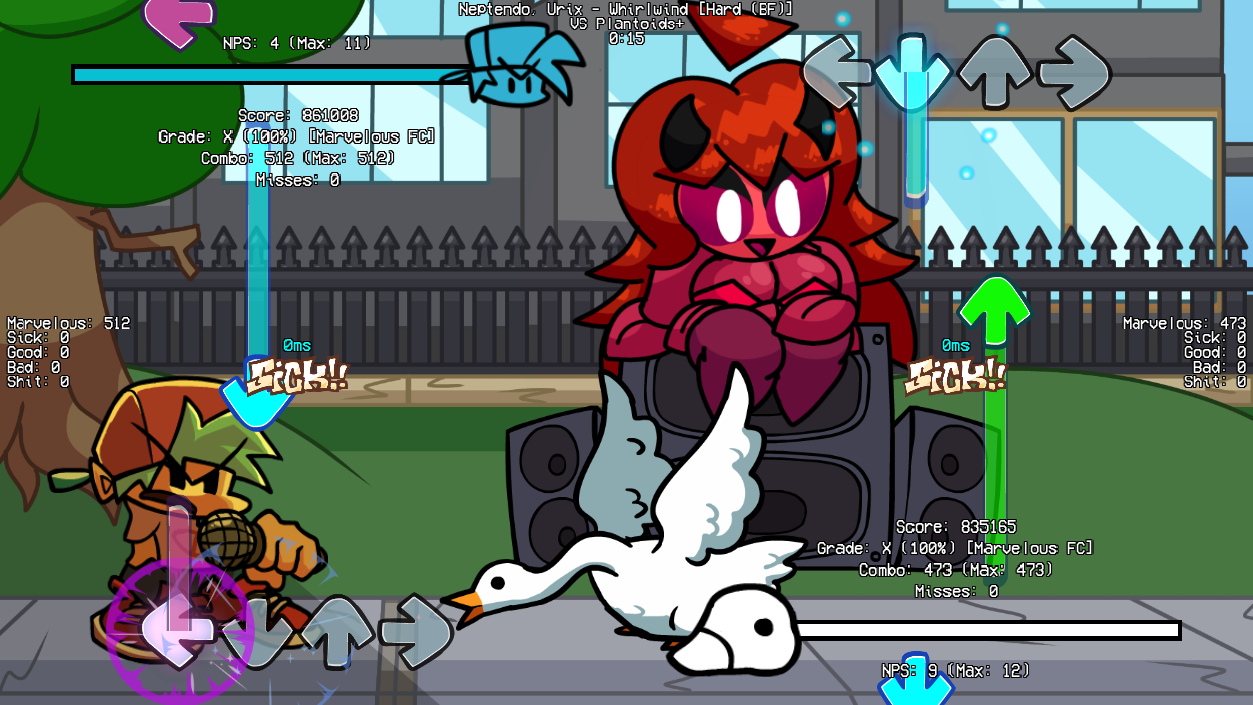 Neptendo, Urix - Whirlwind [Hard (BF)]
VS Plantoids+
0:15
NPS: 4 (Max: 11)
Score: 861008
Grade: X (100%) [Marvelous FC]
Combo: 512 (Max: 512)
Misses: 0
Marvelous: 512
Sick: 0
Good: 0
Bad: 0
Shit: 0
0ms
SiCK!!
0ms
SiCK!!
Marvelous: 473
Sick: 0
Good: 0
Bad: 0
Shit: 0
Score: 835165
Grade: X (100%) [Marvelous FC]
Combo: 473 (Max: 473)
Misses: 0
NPS: 9 (Max: 12)